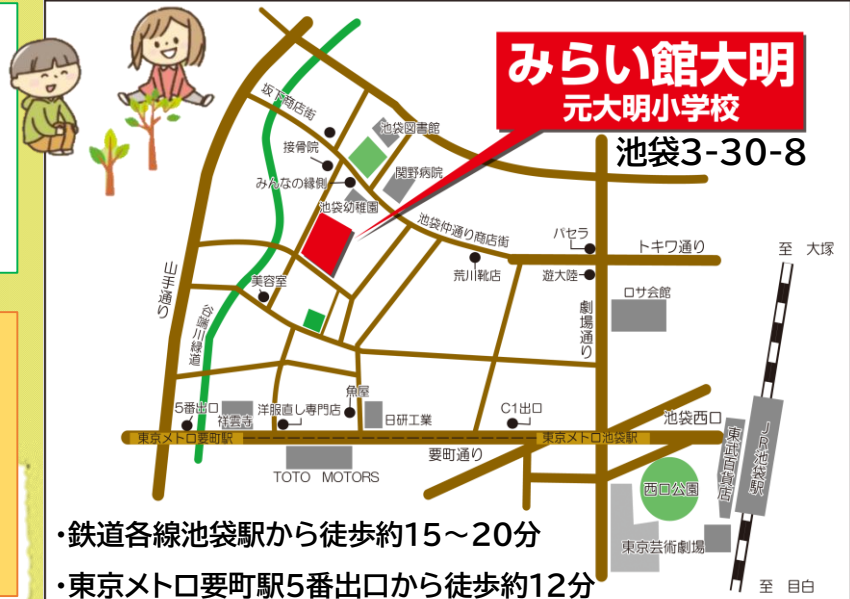 みらい館大明
元大明小学校
池袋3-30-8
坂下商店街
池袋図書館
接骨院
関野病院
みんなの縁側
池袋幼稚園
池袋仲通り商店街
パセラ
トキワ通り
至 大塚
荒川靴店
遊大陸
山手通り
美容室
ロサ会館
谷端川緑道
劇場通り
魚屋
5番出口
祥雲寺
洋服直し専門店
日研工業
C1出口
池袋西口
東京メトロ要町駅
東京メトロ池袋駅
要町通り
東武百貨店
JR池袋駅
TOTO MOTORS
西口公園
東京芸術劇場
・鉄道各線池袋駅から徒歩約15～20分
・東京メトロ要町駅5番出口から徒歩約12分
至 目白